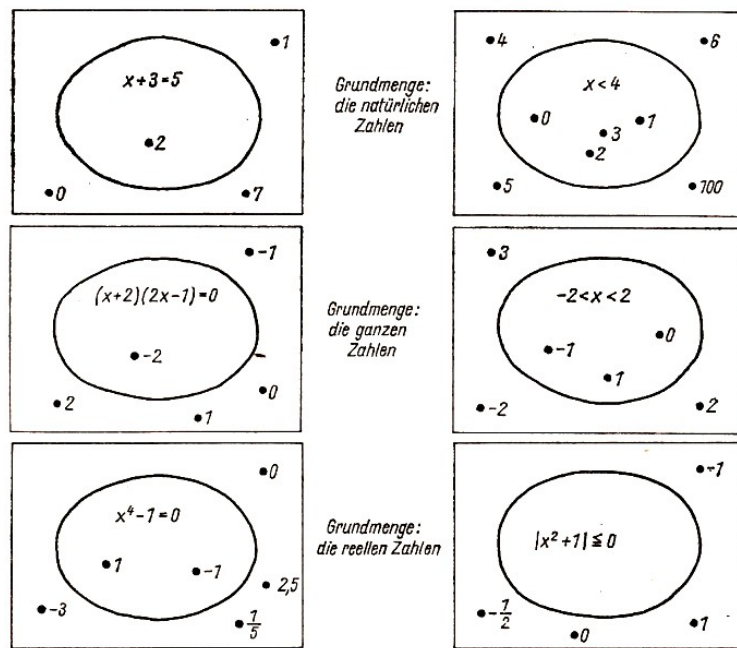 x+3=5
1
2
0
7
Grundmenge:
die natürlichen
Zahlen
4
6
x<4
0
1
3
2
5
100
-1
(x+2)(2x-1)=0
-2
2
0
1
Grundmenge:
die ganzen
Zahlen
3
-2<x<2
0
-1
1
-2
2
0
x⁴-1=0
1
-1
2,5
-3
1/5
Grundmenge:
die reellen Zahlen
-1
|x²+1|≦0
-1/2
0
1